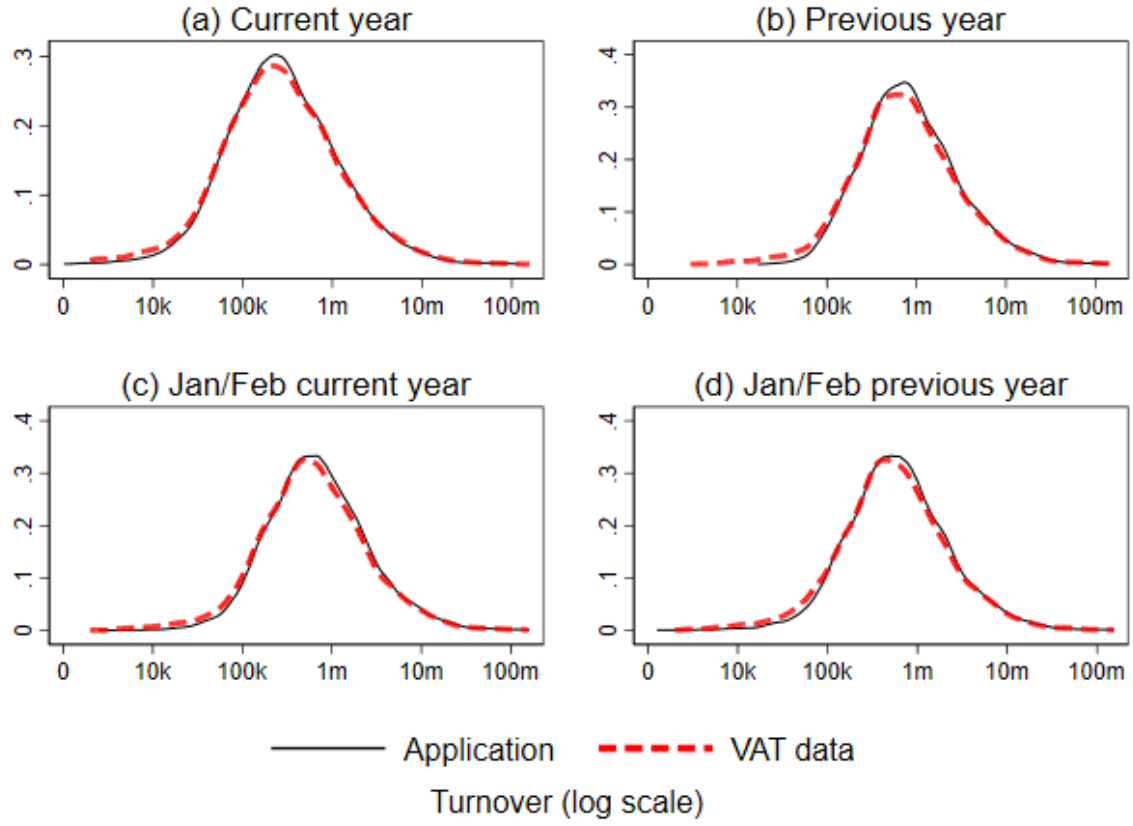 (a) Current year
.3
.2
.1
0
0 10k 100k 1m 10m 100m
(b) Previous year
.4
.3
.2
.1
0
0 10k 100k 1m 10m 100m
(c) Jan/Feb current year
.4
.3
.2
.1
0
0 10k 100k 1m 10m 100m
(d) Jan/Feb previous year
.4
.3
.2
.1
0
0 10k 100k 1m 10m 100m
Application VAT data
Turnover (log scale)